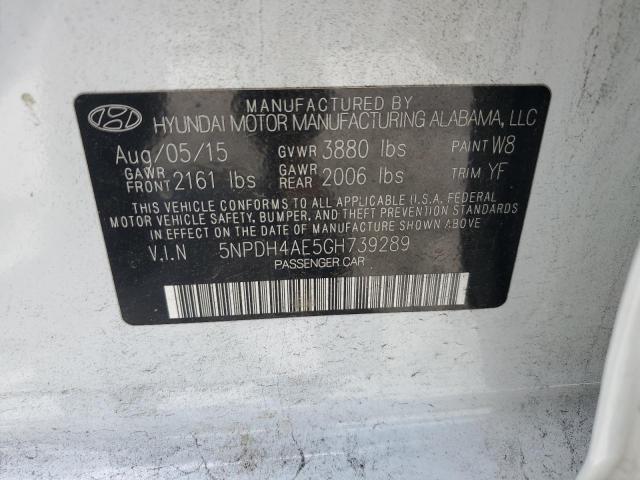 MANUFACTURED BY
HYUNDAI MOTOR MANUFACTURING ALABAMA, LLC
Aug/05/15 GVWR 3880 lbs PAINT W8
GAWR FRONT 2161 lbs GAWR REAR 2006 lbs TRIM YF
THIS VEHICLE CONFORMS TO ALL APPLICABLE U.S.A. FEDERAL
MOTOR VEHICLE SAFETY, BUMPER, AND THEFT PREVENTION STANDARDS
IN EFFECT ON THE DATE OF MANUFACTURE SHOWN ABOVE.
V.I.N 5NPDH4AE5GH739289
PASSENGER CAR